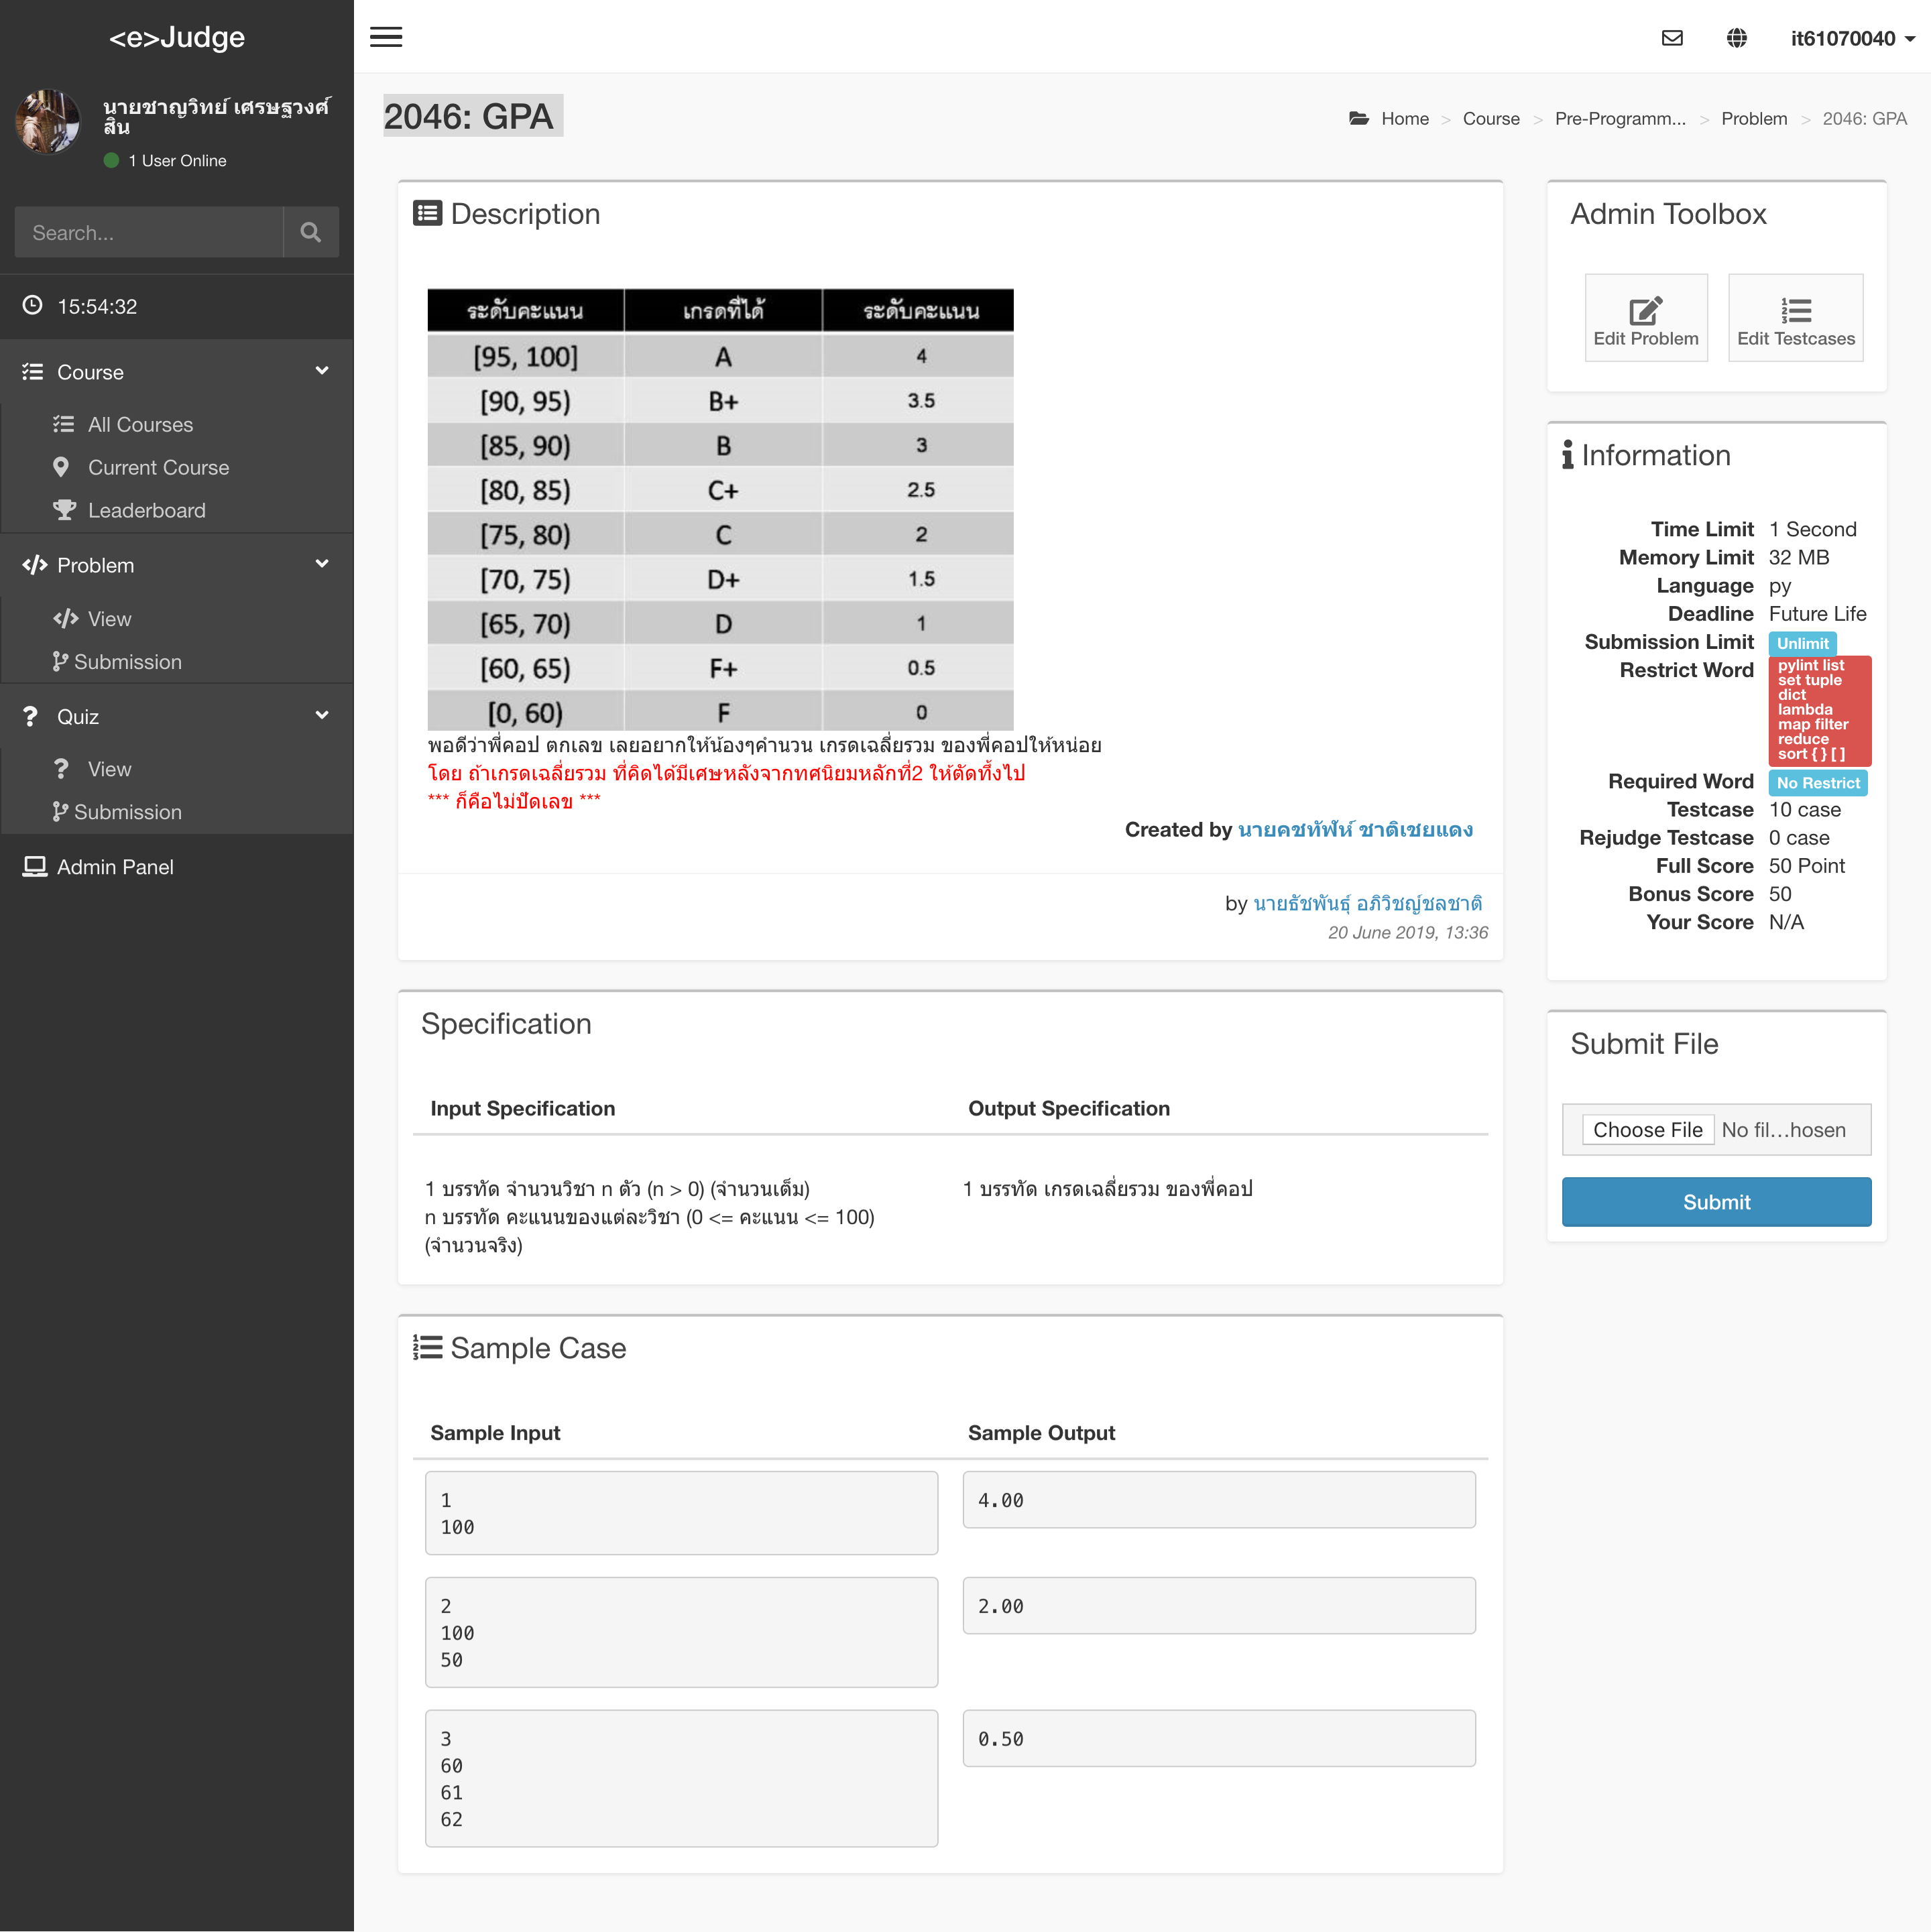 <e>Judge
นายชาญวิทย์ เศรษฐวงศ์
สิน
1 User Online
Search...
15:54:32
Course
All Courses
Current Course
Leaderboard
Problem
View
Submission
Quiz
View
Submission
Admin Panel
it61070040
2046: GPA
Home > Course > Pre-Programm... > Problem > 2046: GPA
Description
ระดับคะแนน เกรดที่ได้ ระดับคะแนน
[95, 100] A 4
[90, 95) B+ 3.5
[85, 90) B 3
[80, 85) C+ 2.5
[75, 80) C 2
[70, 75) D+ 1.5
[65, 70) D 1
[60, 65) F+ 0.5
[0, 60) F 0
พอดีว่าพี่คอป ตกเลข เลยอยากให้น้องๆคำนวน เกรดเฉลี่ยรวม ของพี่คอปให้หน่อย
โดย ถ้าเกรดเฉลี่ยรวม ที่คิดได้มีเศษหลังจากทศนิยมหลักที่2 ให้ตัดทิ้งไป
*** ก็คือไม่ปัดเลข ***
Created by นายคชทัฬห์ ชาติเชยแดง
by นายธัชพันธุ์ อภิวิชญ์ชลชาติ
20 June 2019, 13:36
Specification
Input Specification
Output Specification
1 บรรทัด จำนวนวิชา n ตัว (n > 0) (จำนวนเต็ม)
n บรรทัด คะแนนของแต่ละวิชา (0 <= คะแนน <= 100)
(จำนวนจริง)
1 บรรทัด เกรดเฉลี่ยรวม ของพี่คอป
Sample Case
Sample Input
Sample Output
1
100
4.00
2
100
50
2.00
3
60
61
62
0.50
Admin Toolbox
Edit Problem
Edit Testcases
Information
Time Limit 1 Second
Memory Limit 32 MB
Language py
Deadline Future Life
Submission Limit Unlimit
Restrict Word pylint list
set tuple
dict
lambda
map filter
reduce
sort { } [ ]
Required Word No Restrict
Testcase 10 case
Rejudge Testcase 0 case
Full Score 50 Point
Bonus Score 50
Your Score N/A
Submit File
Choose File No fil...hosen
Submit